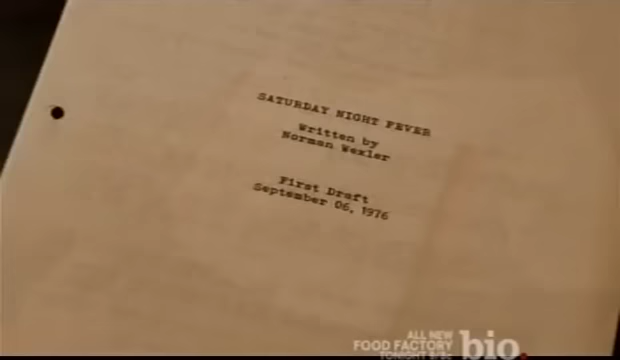 SATURDAY NIGHT FEVER
Written by
Norman Wexler
First Draft
September 06, 1976
ALL NEW
FOOD FACTORY
bio.